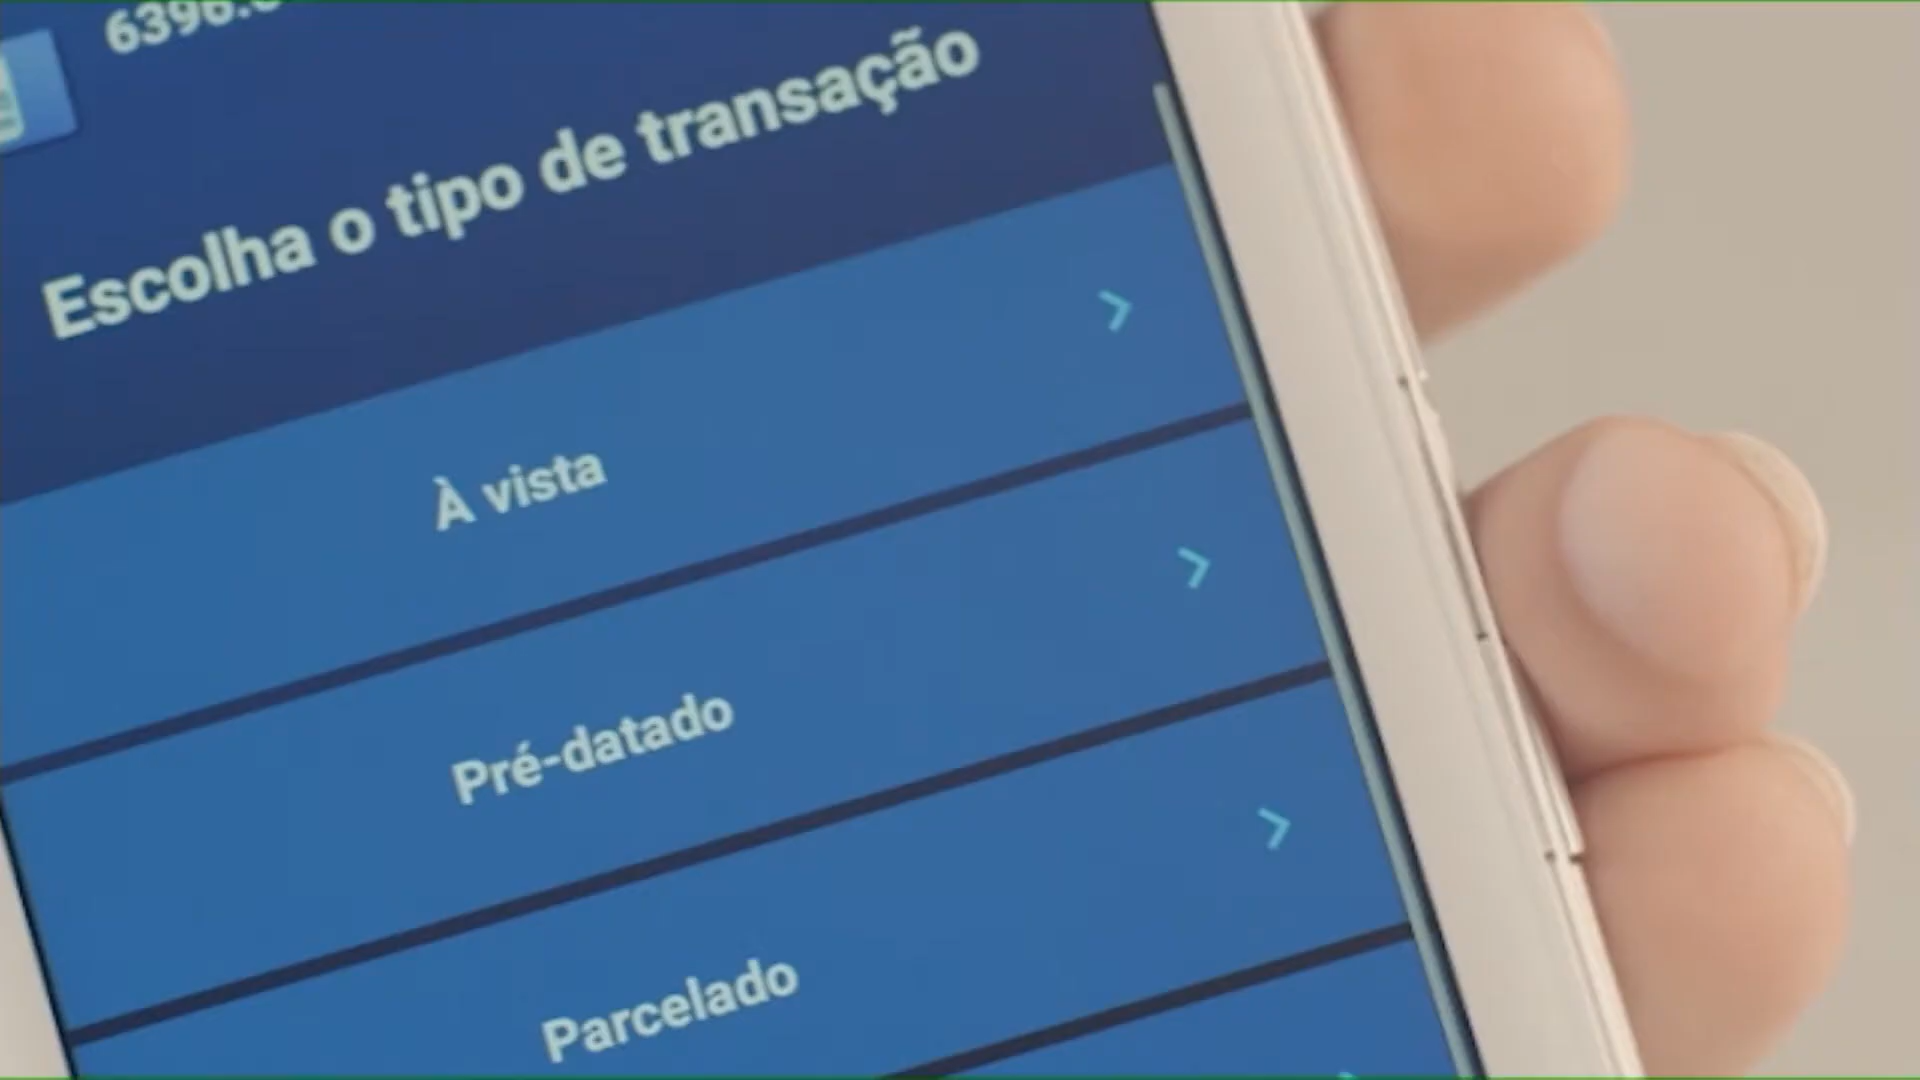 Escolha o tipo de transação
À vista
Pré-datado
Parcelado